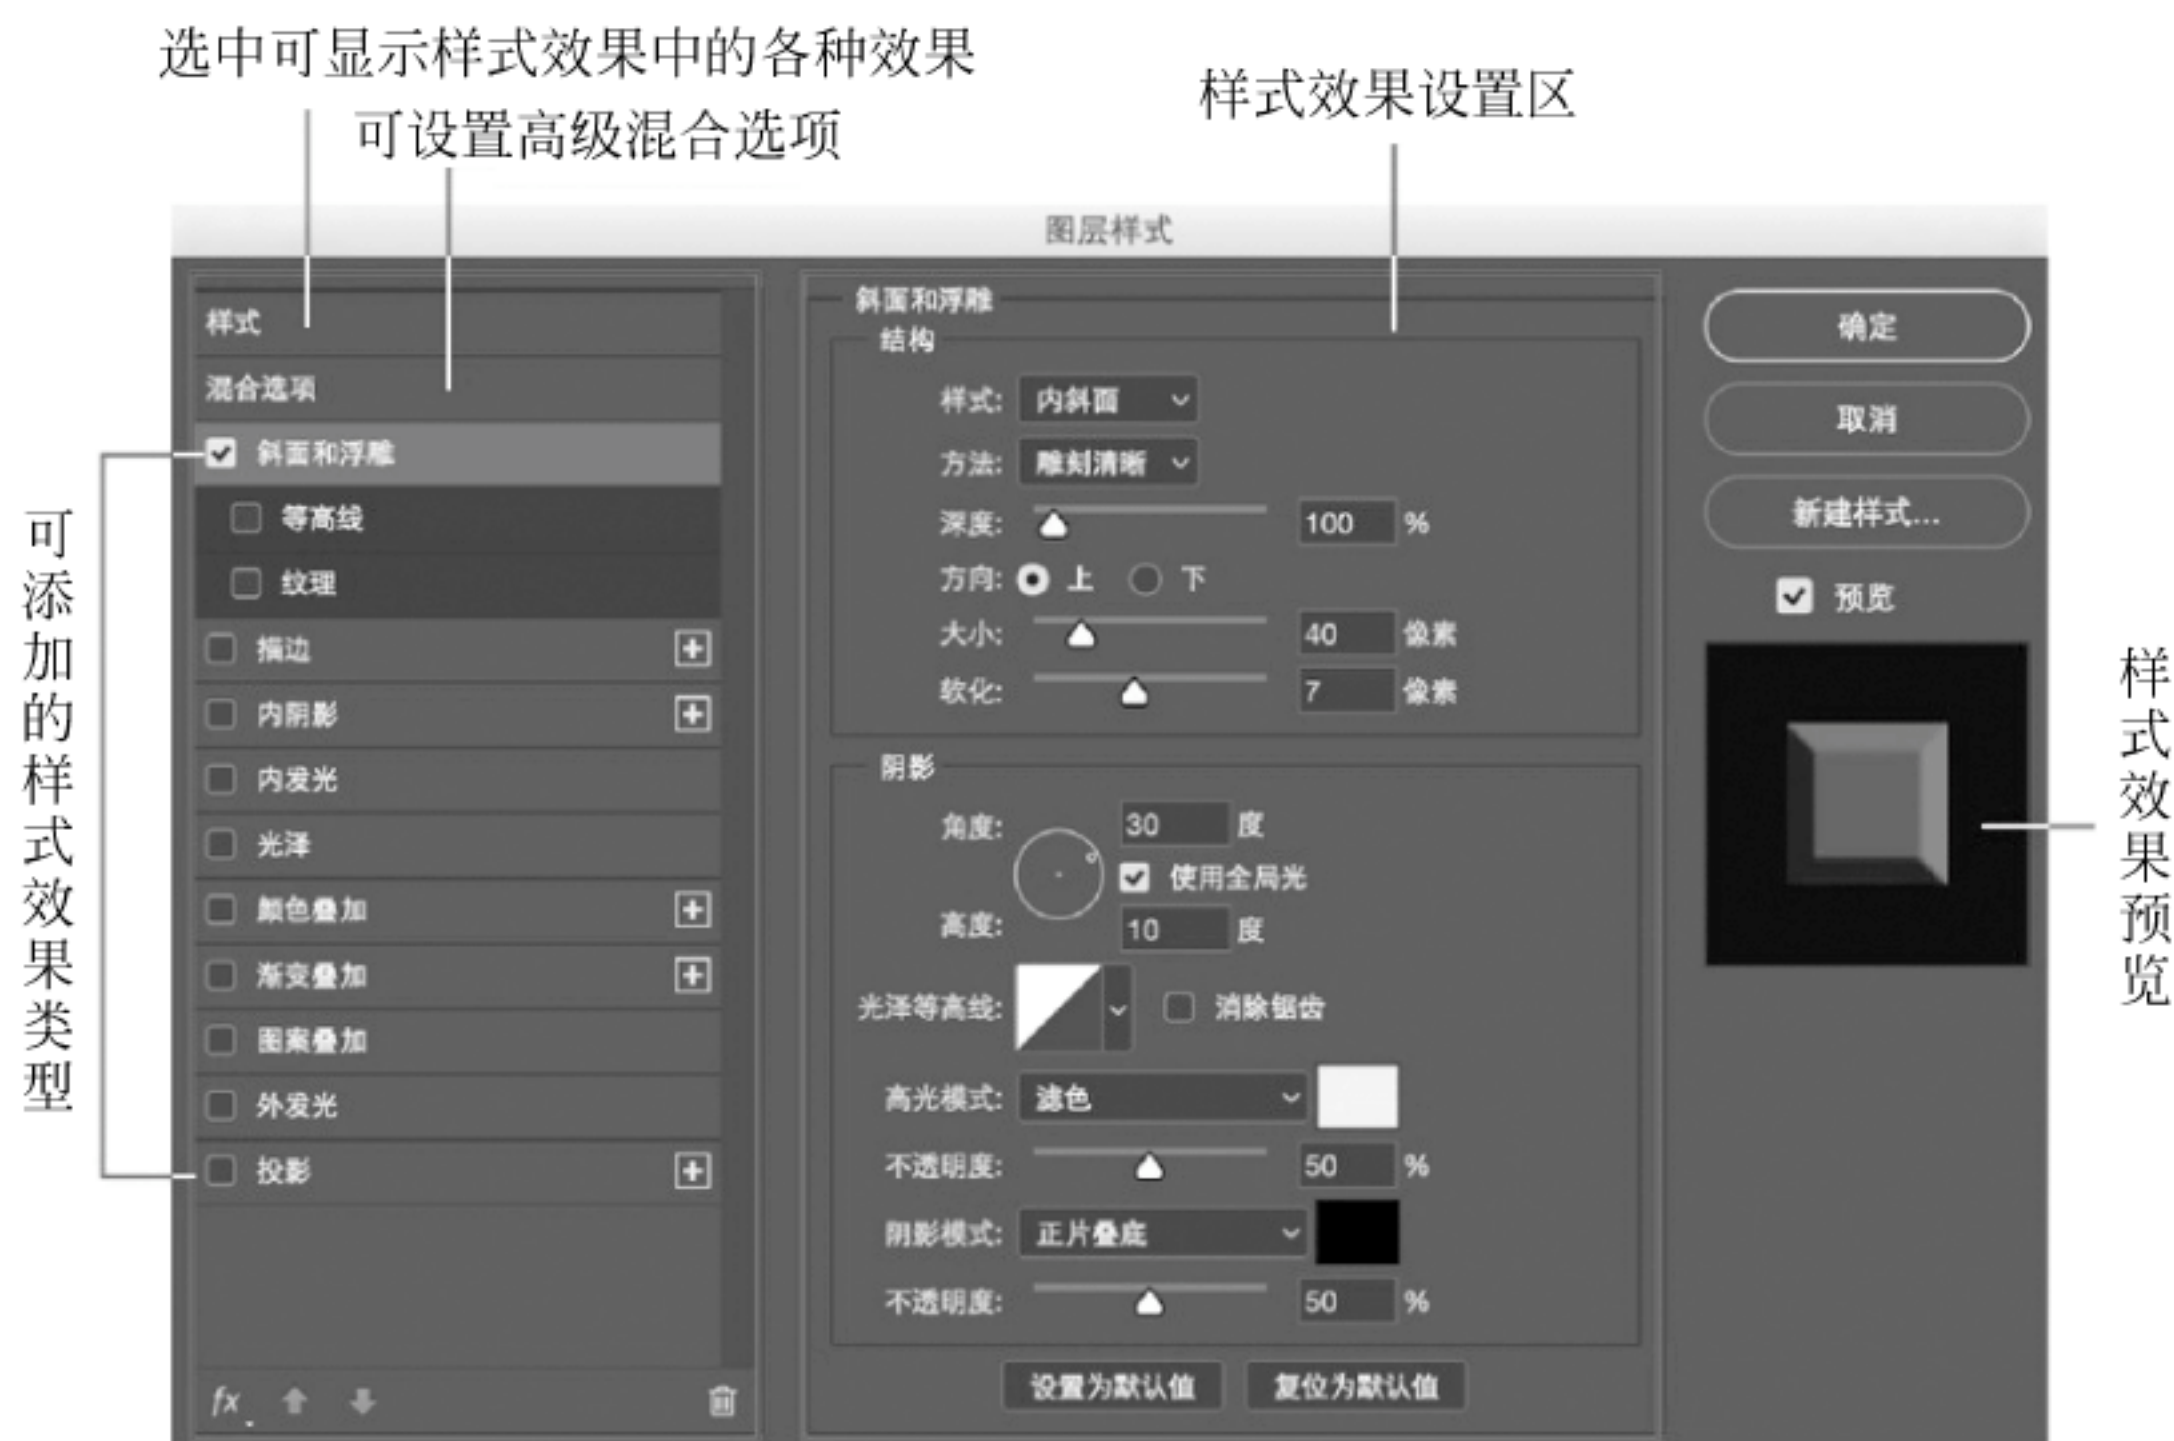 选中可显示样式效果中的各种效果
可设置高级混合选项
样式效果设置区
图层样式
可添加的样式效果类型
样式
混合选项
斜面和浮雕
等高线
纹理
描边
内阴影
内发光
光泽
颜色叠加
渐变叠加
图案叠加
外发光
投影
fx
斜面和浮雕
结构
样式: 内斜面
方法: 雕刻清晰
深度: 100 %
方向: 上 下
大小: 40 像素
软化: 7 像素
阴影
角度: 30 度
使用全局光
高度: 10 度
光泽等高线: 消除锯齿
高光模式: 滤色
不透明度: 50 %
阴影模式: 正片叠底
不透明度: 50 %
设置为默认值 复位为默认值
确定
取消
新建样式...
预览
样式效果预览